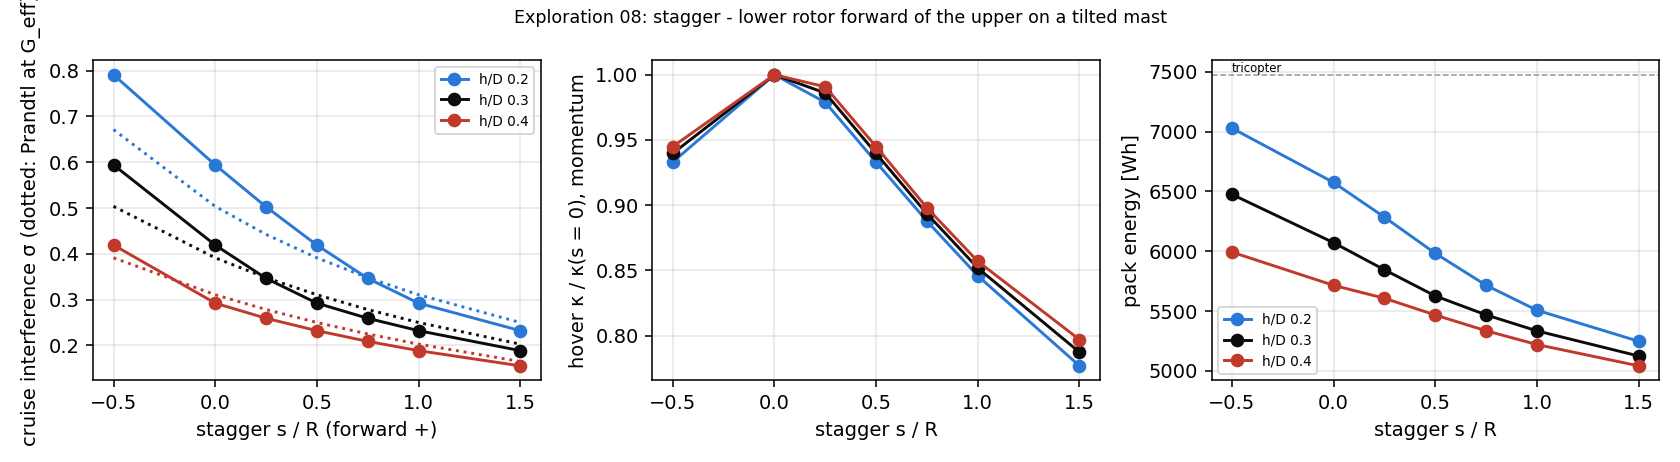 Exploration 08: stagger - lower rotor forward of the upper on a tilted mast
cruise interference σ (dotted: Prandtl at G_eff
0.8
0.7
0.6
0.5
0.4
0.3
0.2
h/D 0.2
h/D 0.3
h/D 0.4
−0.5 0.0 0.5 1.0 1.5
stagger s / R (forward +)
hover κ / κ(s = 0), momentum
1.00
0.95
0.90
0.85
0.80
−0.5 0.0 0.5 1.0 1.5
stagger s / R
pack energy [Wh]
7500
7000
6500
6000
5500
5000
tricopter
h/D 0.2
h/D 0.3
h/D 0.4
−0.5 0.0 0.5 1.0 1.5
stagger s / R